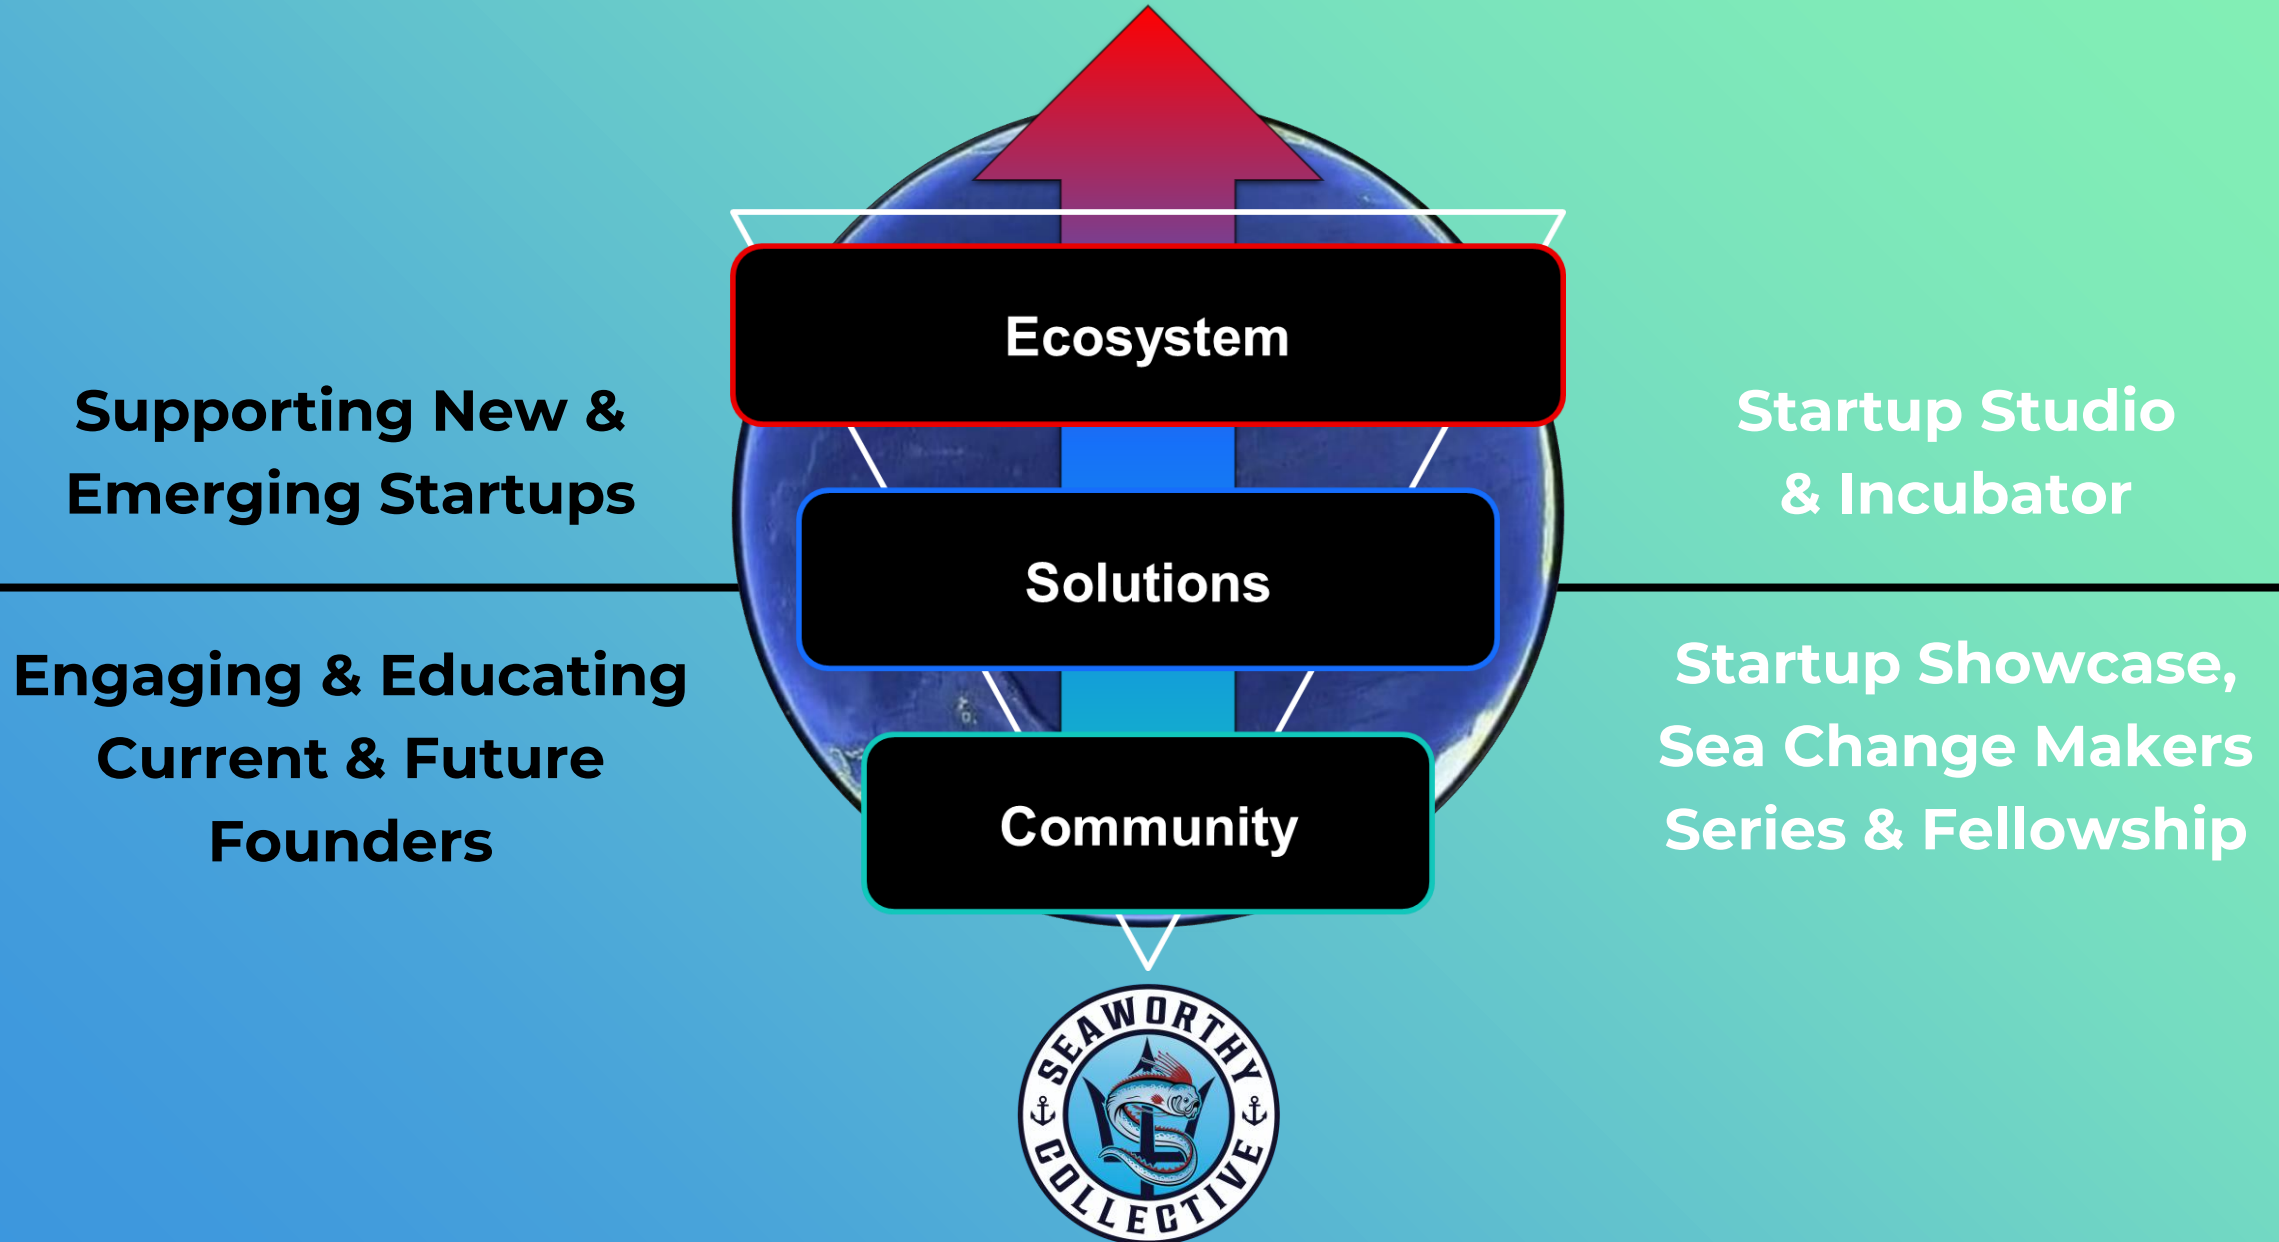 Ecosystem
Supporting New &
Emerging Startups
Startup Studio
& Incubator
Solutions
Engaging & Educating
Current & Future
Founders
Startup Showcase,
Sea Change Makers
Series & Fellowship
Community
SEAWORTHY
COLLECTIVE